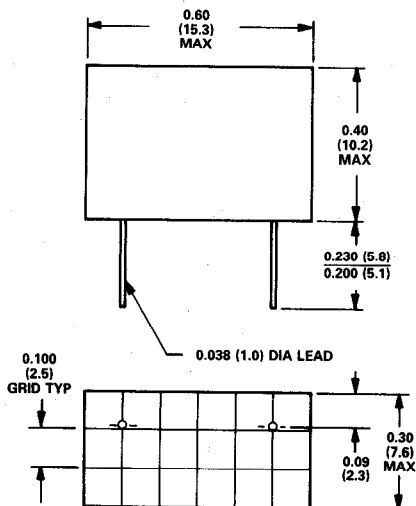 0.60
(15.3)
MAX
0.40
(10.2)
MAX
0.230 (5.8)
0.200 (5.1)
0.038 (1.0) DIA LEAD
0.100
(2.5)
GRID TYP
0.09
(2.3)
0.30
(7.6)
MAX